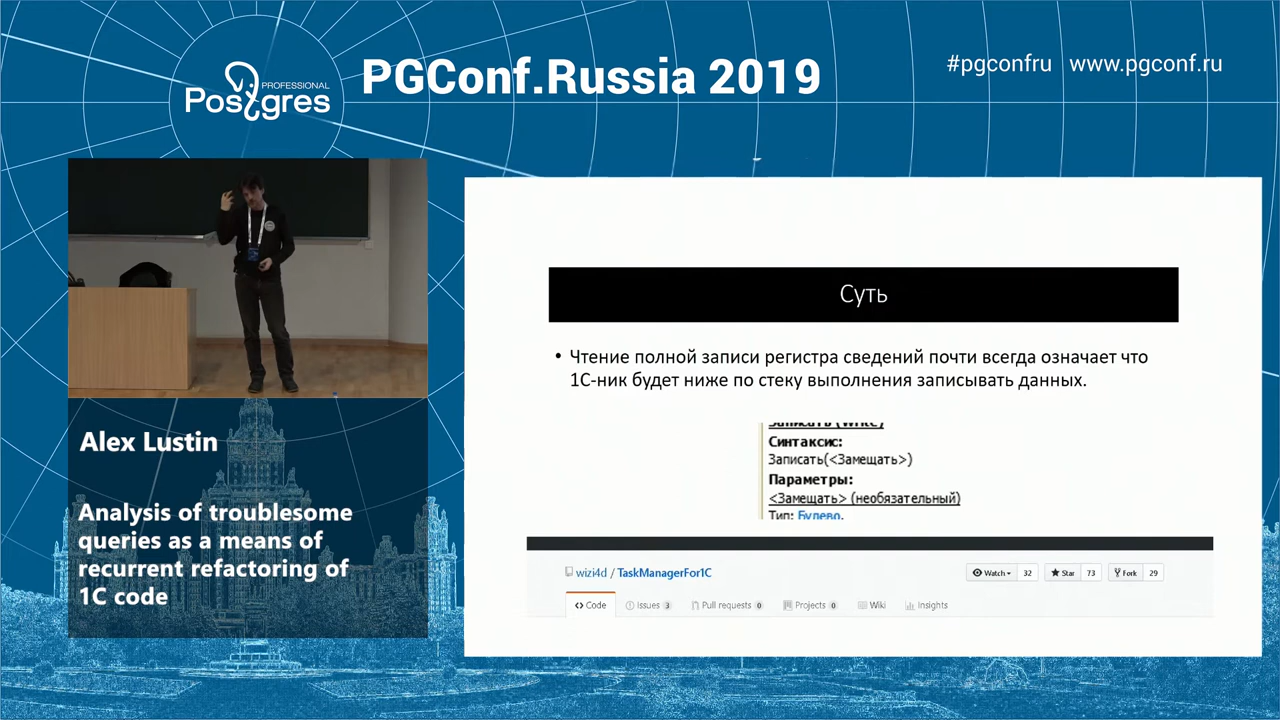 PROFESSIONAL
Postgres
PGConf.Russia 2019
#pgconfru www.pgconf.ru
Alex Lustin
Analysis of troublesome
queries as a means of
recurrent refactoring of
1C code
Суть
• Чтение полной записи регистра сведений почти всегда означает что
1С-ник будет ниже по стеку выполнения записывать данных.
Записать (Write)
Синтаксис:
Записать(<Замещать>)
Параметры:
<Замещать> (необязательный)
Тип: Булево.
wizi4d / TaskManagerFor1C
Watch 32 Star 73 Fork 29
Code Issues 3 Pull requests 0 Projects 0 Wiki Insights